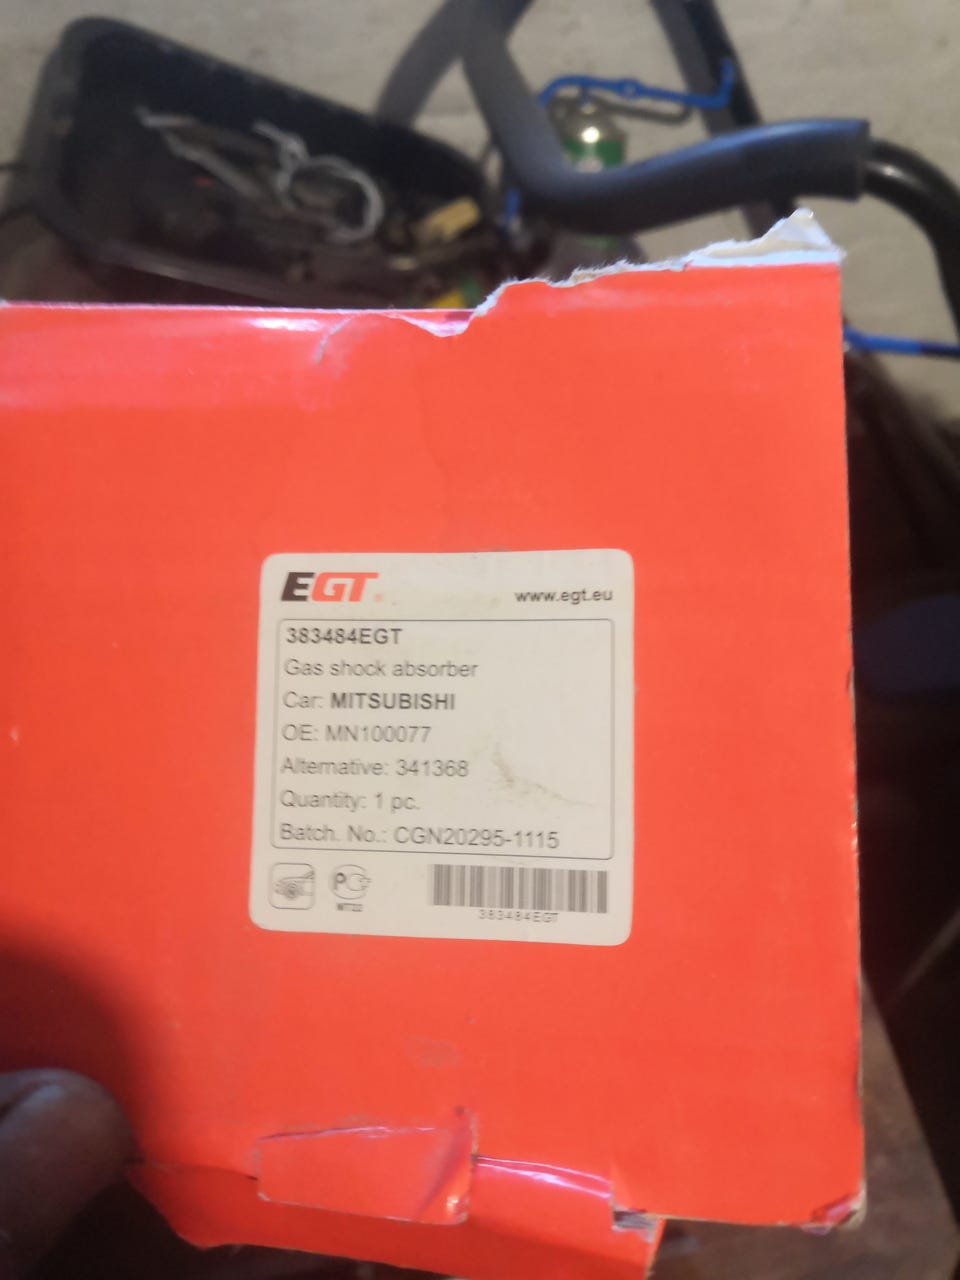 EGT
www.egt.eu
383484EGT
Gas shock absorber
Car: MITSUBISHI
OE: MN100077
Alternative: 341368
Quantity: 1 pc.
Batch. No.: CGN20295-1115
383484EGT